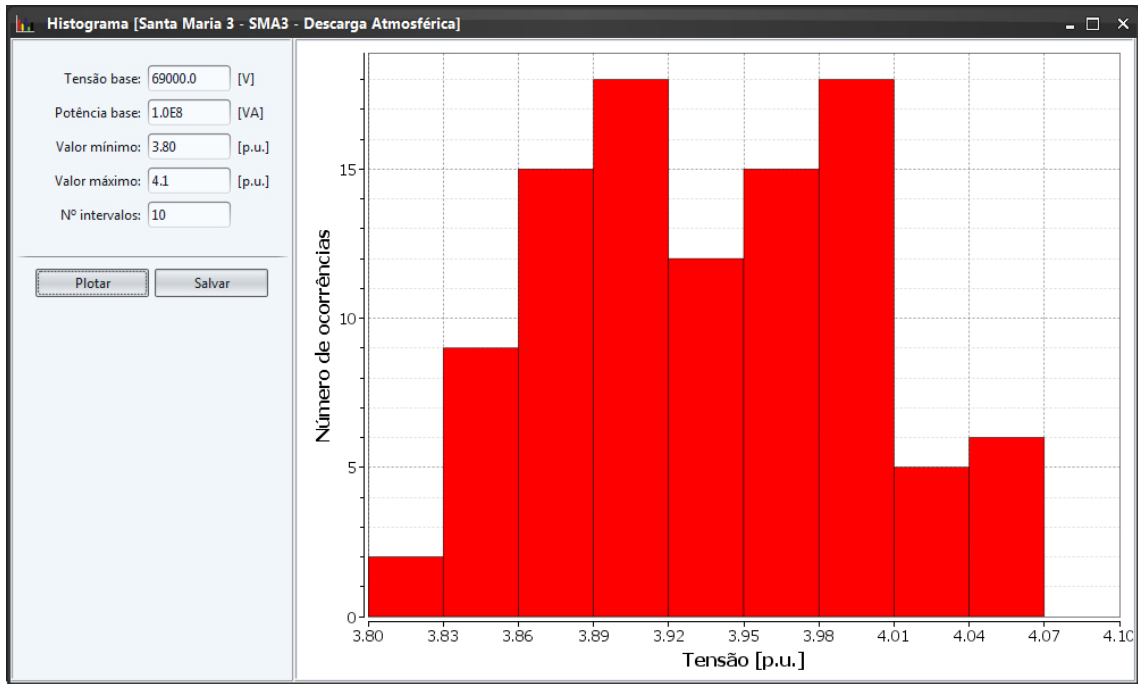 Histograma [Santa Maria 3 - SMA3 - Descarga Atmosférica]
Tensão base: 69000.0 [V]
Potência base: 1.0E8 [VA]
Valor mínimo: 3.80 [p.u.]
Valor máximo: 4.1 [p.u.]
Nº intervalos: 10
Plotar Salvar
Número de ocorrências
15
10
5
0
3.80 3.83 3.86 3.89 3.92 3.95 3.98 4.01 4.04 4.07 4.10
Tensão [p.u.]